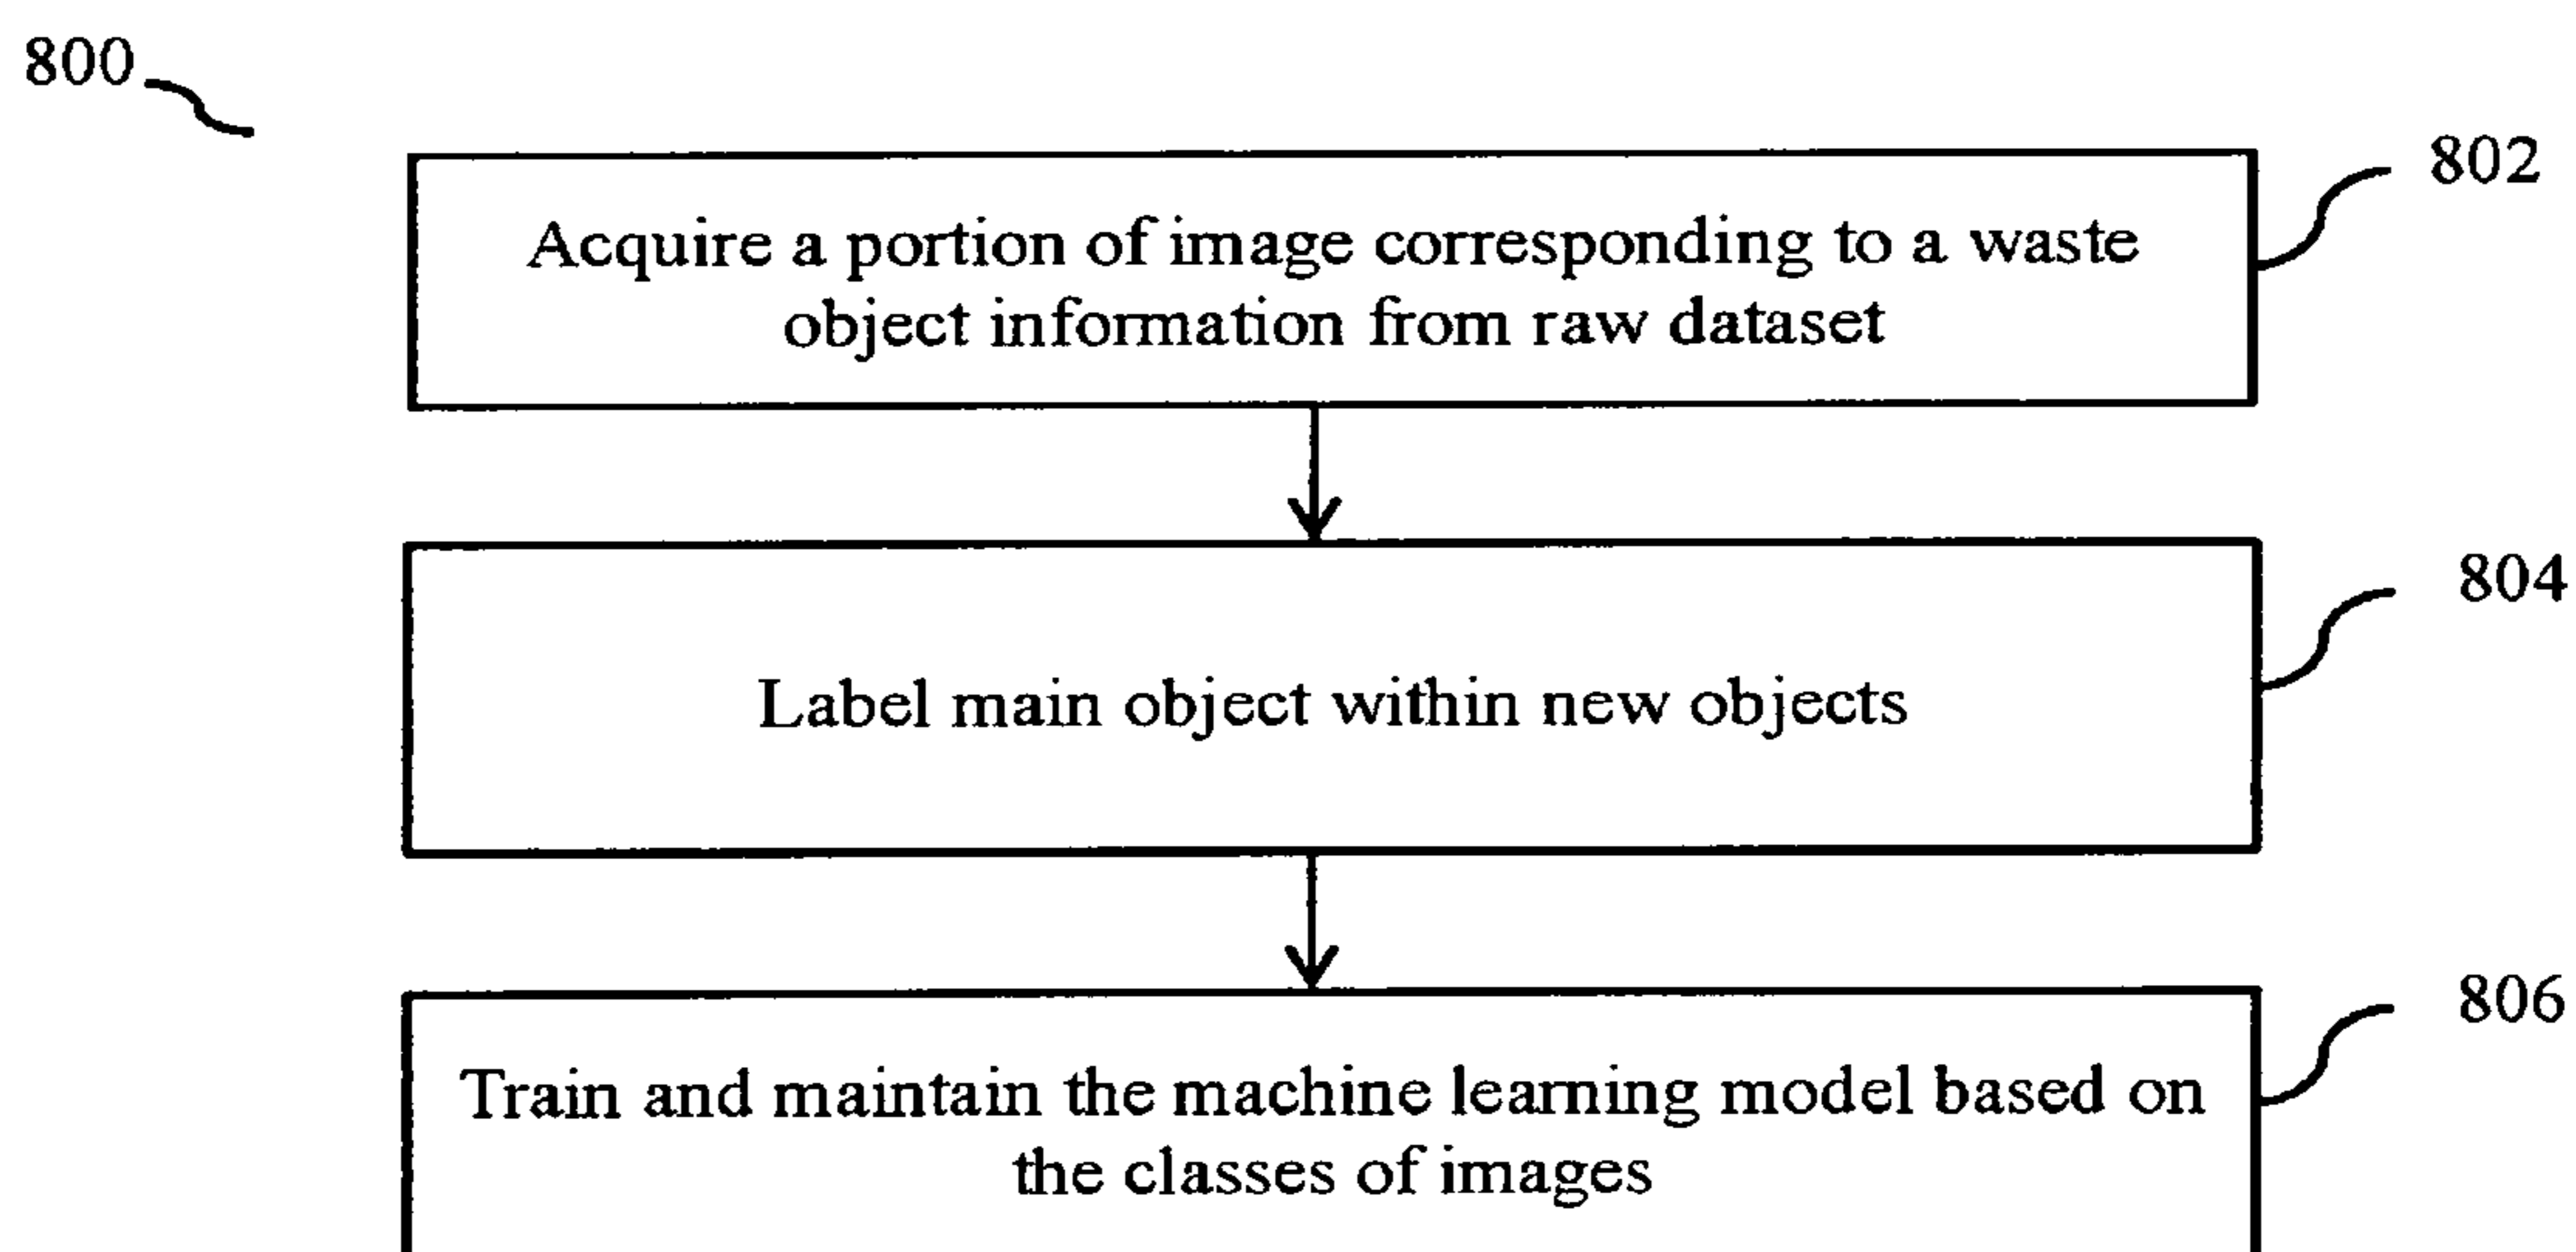 800
802
Acquire a portion of image corresponding to a waste
object information from raw dataset
804
Label main object within new objects
806
Train and maintain the machine learning model based on
the classes of images